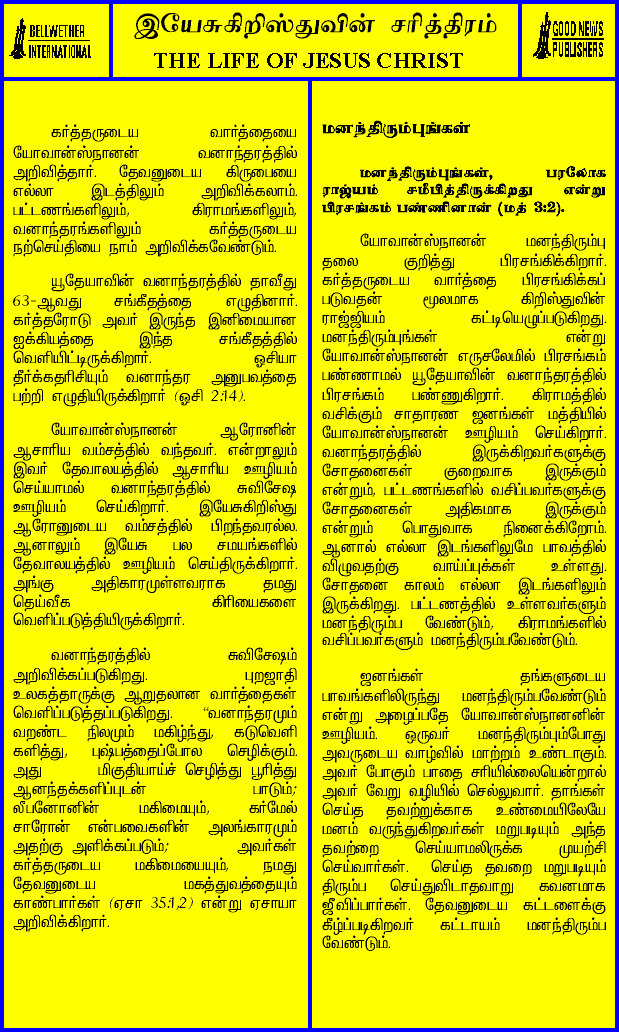 BELLWETHER
INTERNATIONAL
இயேசுகிறிஸ்துவின் சரித்திரம்
THE LIFE OF JESUS CHRIST
GOOD NEWS
PUBLISHERS
கர்த்தருடைய வார்த்தையை
யோவான்ஸ்நானன் வனாந்தரத்தில்
அறிவித்தார். தேவனுடைய கிருபையை
எல்லா இடத்திலும் அறிவிக்கலாம்.
பட்டணங்களிலும், கிராமங்களிலும்,
வனாந்தரங்களிலும் கர்த்தருடைய
நற்செய்தியை நாம் அறிவிக்கவேண்டும்.
யூதேயாவின் வனாந்தரத்தில் தாவீது
63-ஆவது சங்கீதத்தை எழுதினார்.
கர்த்தரோடு அவர் இருந்த இனிமையான
ஐக்கியத்தை இந்த சங்கீதத்தில்
வெளியிட்டிருக்கிறார். ஓசியா
தீர்க்கதரிசியும் வனாந்தர அனுபவத்தை
பற்றி எழுதியிருக்கிறார் (ஓசி 2:14).
யோவான்ஸ்நானன் ஆரோனின்
ஆசாரிய வம்சத்தில் வந்தவர். என்றாலும்
இவர் தேவாலயத்தில் ஆசாரிய ஊழியம்
செய்யாமல் வனாந்தரத்தில் சுவிசேஷ
ஊழியம் செய்கிறார். இயேசுகிறிஸ்து
ஆரோனுடைய வம்சத்தில் பிறந்தவரல்ல.
ஆனாலும் இயேசு பல சமயங்களில்
தேவாலயத்தில் ஊழியம் செய்திருக்கிறார்.
அங்கு அதிகாரமுள்ளவராக தமது
தெய்வீக கிரியைகளை
வெளிப்படுத்தியிருக்கிறார்.
வனாந்தரத்தில் சுவிசேஷம்
அறிவிக்கப்படுகிறது. புறஜாதி
உலகத்தாருக்கு ஆறுதலான வார்த்தைகள்
வெளிப்படுத்தப்படுகிறது. "வனாந்தரமும்
வறண்ட நிலமும் மகிழ்ந்து, கடுவெளி
களித்து, புஷ்பத்தைப்போல செழிக்கும்.
அது மிகுதியாய்ச் செழித்து பூரித்து
ஆனந்தக்களிப்புடன் பாடும்;
லீபனோனின் மகிமையும், கர்மேல்
சாரோன் என்பவைகளின் அலங்காரமும்
அதற்கு அளிக்கப்படும்; அவர்கள்
கர்த்தருடைய மகிமையையும், நமது
தேவனுடைய மகத்துவத்தையும்
காண்பார்கள் (ஏசா 35:1,2) என்று ஏசாயா
அறிவிக்கிறார்.
மனந்திரும்புங்கள்
மனந்திரும்புங்கள், பரலோக
ராஜ்யம் சமீபித்திருக்கிறது என்று
பிரசங்கம் பண்ணினான் (மத் 3:2).
யோவான்ஸ்நானன் மனந்திரும்பு
தலை குறித்து பிரசங்கிக்கிறார்.
கர்த்தருடைய வார்த்தை பிரசங்கிக்கப்
படுவதன் மூலமாக கிறிஸ்துவின்
ராஜ்ஜியம் கட்டியெழுப்படுகிறது.
மனந்திரும்புங்கள் என்று
யோவான்ஸ்நானன் எருசலேமில் பிரசங்கம்
பண்ணாமல் யூதேயாவின் வனாந்தரத்தில்
பிரசங்கம் பண்ணுகிறார். கிராமத்தில்
வசிக்கும் சாதாரண ஜனங்கள் மத்தியில்
யோவான்ஸ்நானன் ஊழியம் செய்கிறார்.
வனாந்தரத்தில் இருக்கிறவர்களுக்கு
சோதனைகள் குறைவாக இருக்கும்
என்றும், பட்டணங்களில் வசிப்பவர்களுக்கு
சோதனைகள் அதிகமாக இருக்கும்
என்றும் பொதுவாக நினைக்கிறோம்.
ஆனால் எல்லா இடங்களிலுமே பாவத்தில்
விழுவதற்கு வாய்ப்புக்கள் உள்ளது.
சோதனை காலம் எல்லா இடங்களிலும்
இருக்கிறது. பட்டணத்தில் உள்ளவர்களும்
மனந்திரும்ப வேண்டும், கிராமங்களில்
வசிப்பவர்களும் மனந்திரும்பவேண்டும்.
ஜனங்கள் தங்களுடைய
பாவங்களிலிருந்து மனந்திரும்பவேண்டும்
என்று அழைப்பதே யோவான்ஸ்நானனின்
ஊழியம். ஒருவர் மனந்திரும்பும்போது
அவருடைய வாழ்வில் மாற்றம் உண்டாகும்.
அவர் போகும் பாதை சரியில்லையென்றால்
அவர் வேறு வழியில் செல்லுவார். தாங்கள்
செய்த தவற்றுக்காக உண்மையிலேயே
மனம் வருந்துகிறவர்கள் மறுபடியும் அந்த
தவற்றை செய்யாமலிருக்க முயற்சி
செய்வார்கள். செய்த தவறை மறுபடியும்
திரும்ப செய்துவிடாதவாறு கவனமாக
ஜீவிப்பார்கள். தேவனுடைய கட்டளைக்கு
கீழ்ப்படிகிறவர் கட்டாயம் மனந்திரும்ப
வேண்டும்.